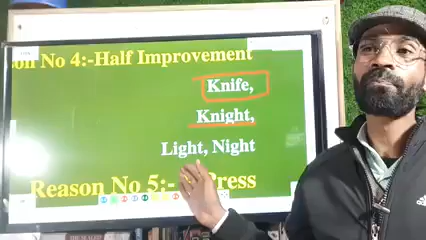 on No 4:-Half Improvement
Knife,
Knight,
Light, Night
Reason No 5:- Press